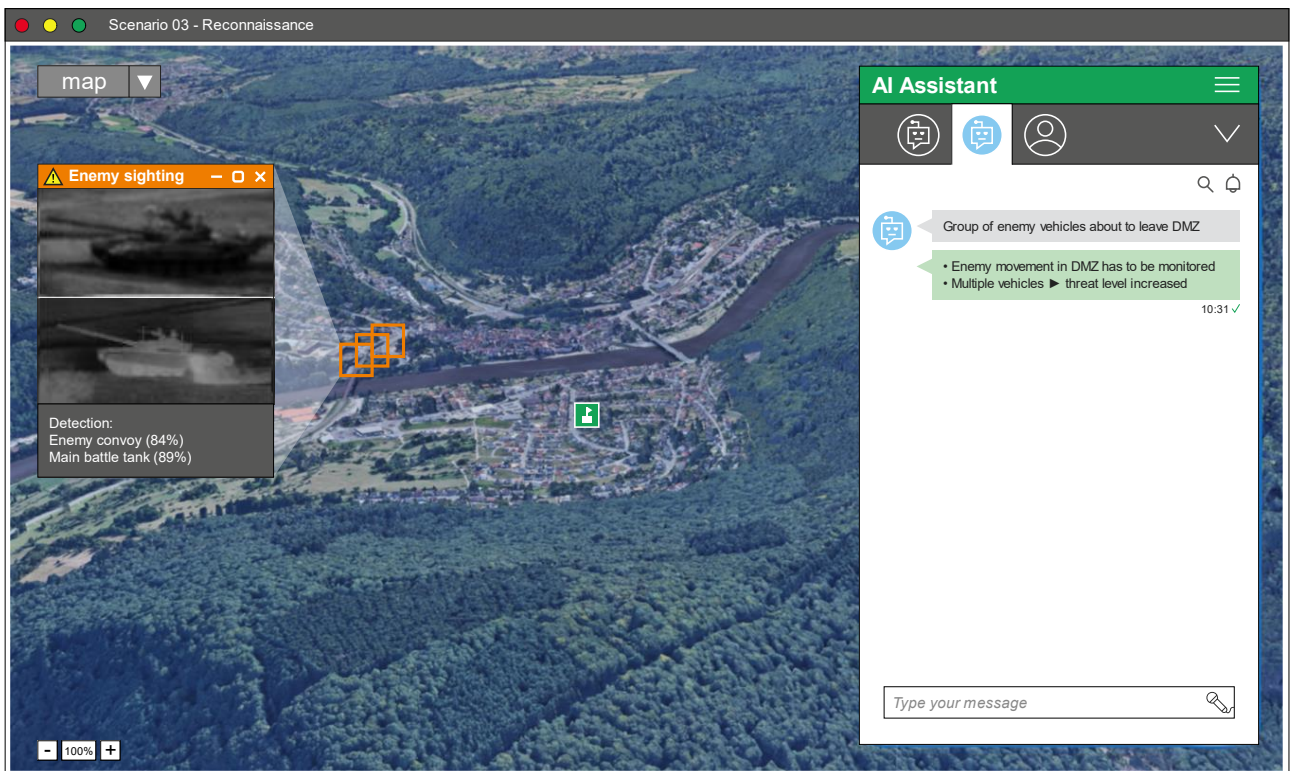 Scenario 03 - Reconnaissance
map
Enemy sighting
Detection:
Enemy convoy (84%)
Main battle tank (89%)
AI Assistant
Group of enemy vehicles about to leave DMZ
• Enemy movement in DMZ has to be monitored
• Multiple vehicles ► threat level increased
10:31 ✓
Type your message
- 100% +